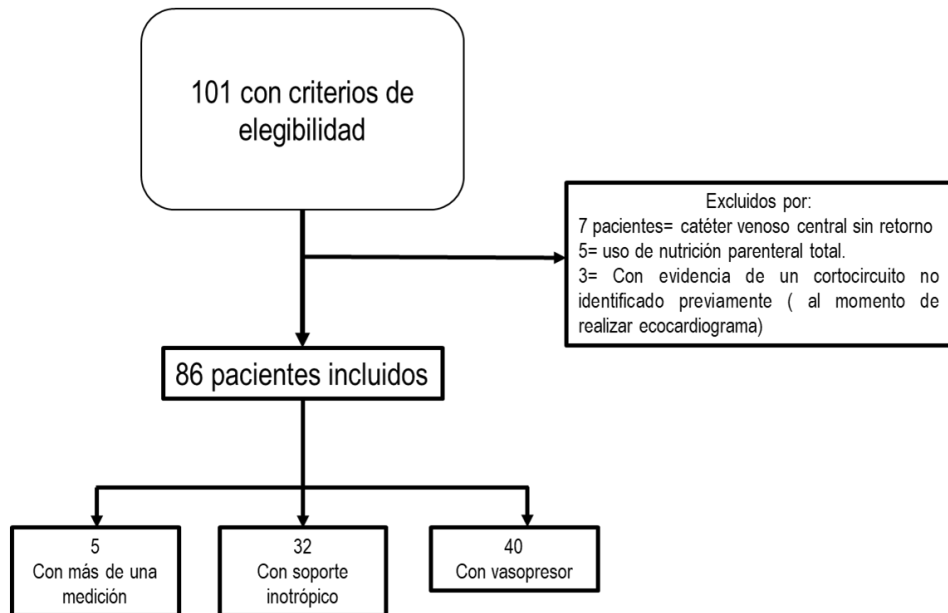 101 con criterios de
elegibilidad
Excluidos por:
7 pacientes= catéter venoso central sin retorno
5= uso de nutrición parenteral total.
3= Con evidencia de un cortocircuito no
identificado previamente ( al momento de
realizar ecocardiograma)
86 pacientes incluidos
5
Con más de una
medición
32
Con soporte
inotrópico
40
Con vasopresor